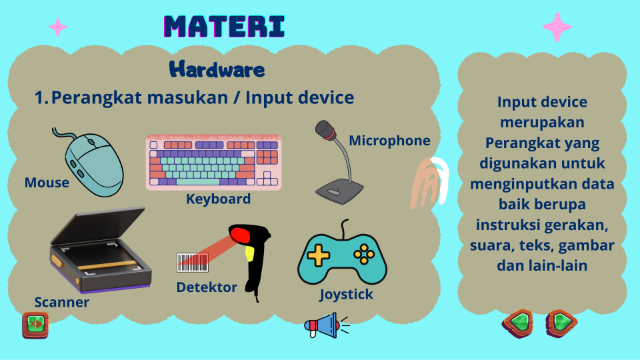 MATERI
Hardware
1. Perangkat masukan / Input device
Mouse
Keyboard
Microphone
Scanner
Detektor
Joystick
Input device
merupakan
Perangkat yang
digunakan untuk
menginputkan data
baik berupa
instruksi gerakan,
suara, teks, gambar
dan lain-lain